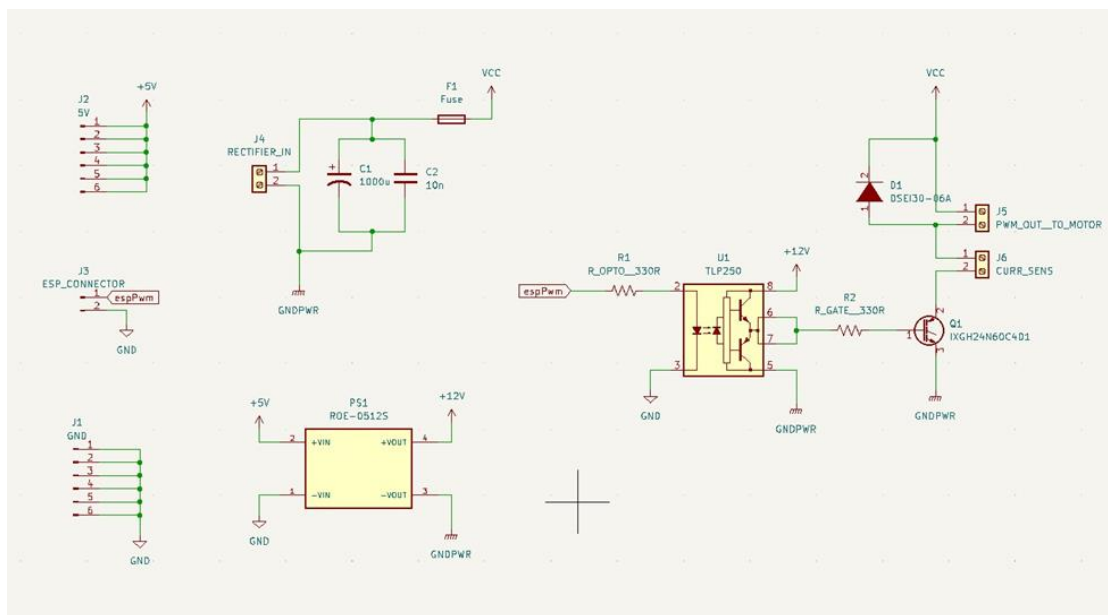 VCC
VCC
+5V
F1
Fuse
J2
5V
1
2
3
4
5
6
J4
RECTIFIER_IN
1
2
C1
1000u
C2
10n
2
D1
DSEI30-06A
1
1
2
J5
PWM_OUT__TO_MOTOR
1
2
J6
CURR_SENS
J3
ESP_CONNECTOR
1
espPwm
2
GND
GNDPWR
espPwm
R1
R_OPTO__330R
U1
TLP250
+12V
2
8
6
7
3
5
R2
R_GATE__330R
1
2
3
Q1
IXGH24N60C4D1
GND
GNDPWR
GNDPWR
J1
GND
1
2
3
4
5
6
GND
+5V
PS1
ROE-0512S
+12V
2
+VIN
+VOUT
4
1
-VIN
-VOUT
3
GND
GNDPWR